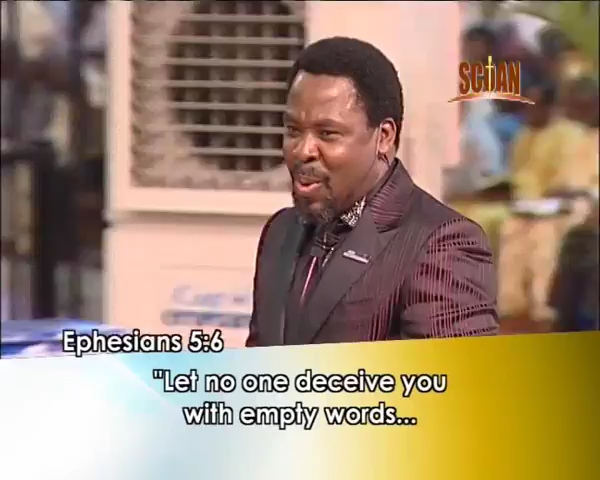 SCOAN
Ephesians 5:6
"Let no one deceive you
with empty words...